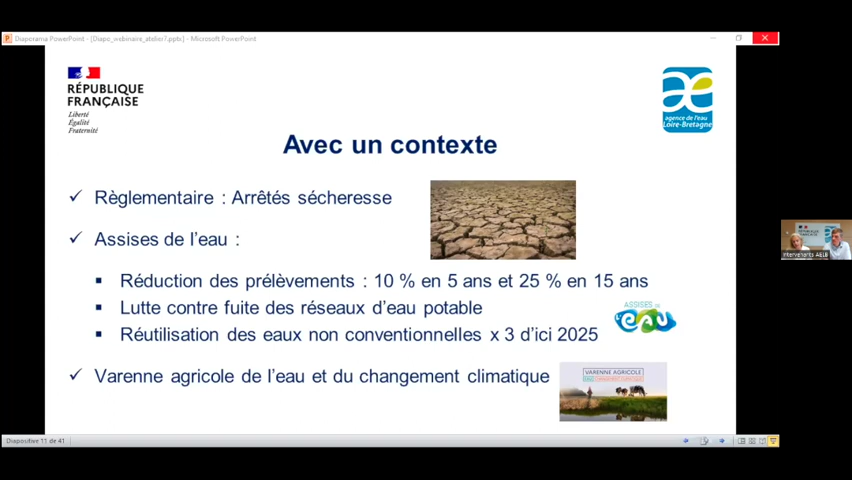 Diaporama PowerPoint - [Diapo_webinaire_atelier7.pptx] - Microsoft PowerPoint
RÉPUBLIQUE
FRANÇAISE
Liberté
Égalité
Fraternité
agence de l'eau
Loire-Bretagne
Avec un contexte
Règlementaire : Arrêtés sécheresse
Assises de l'eau :
Réduction des prélèvements : 10 % en 5 ans et 25 % en 15 ans
Lutte contre fuite des réseaux d'eau potable
Réutilisation des eaux non conventionnelles x 3 d'ici 2025
ASSISES DE
L'eau
Varenne agricole de l'eau et du changement climatique
VARENNE AGRICOLE
Intervenants AELB
Diapositive 11 de 41